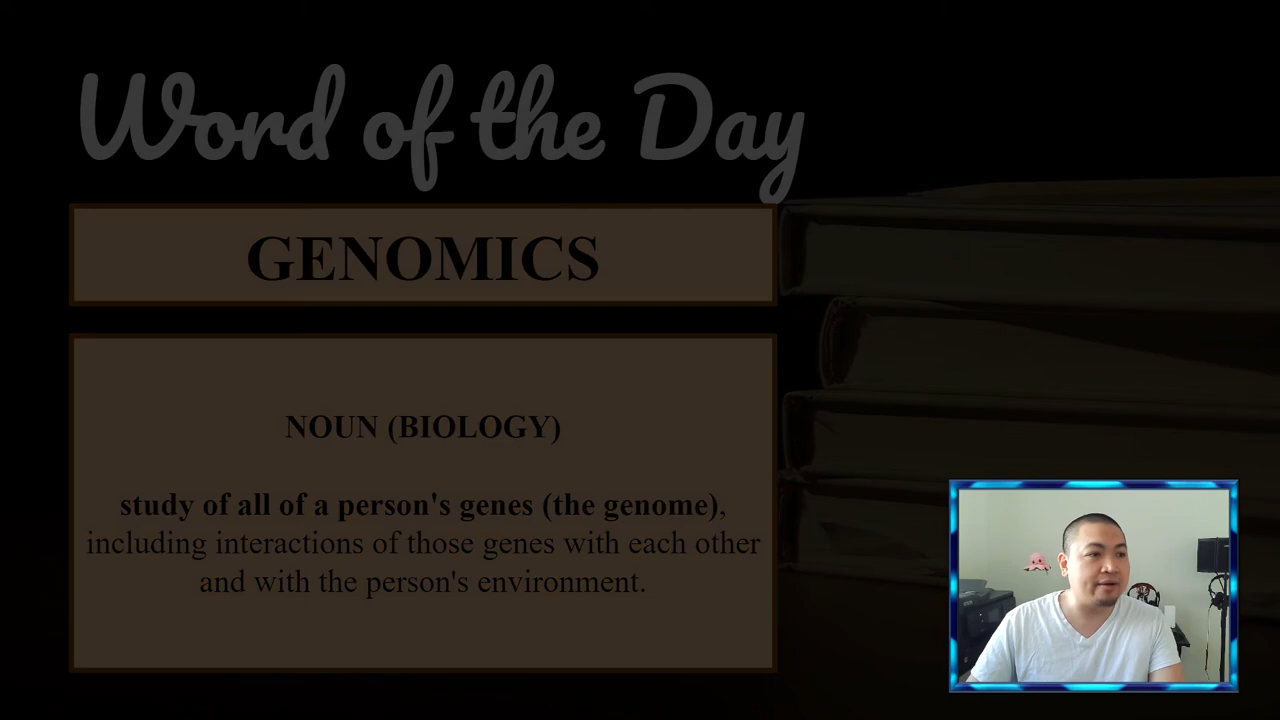 Word of the Day
GENOMICS
NOUN (BIOLOGY)
study of all of a person's genes (the genome),
including interactions of those genes with each other
and with the person's environment.